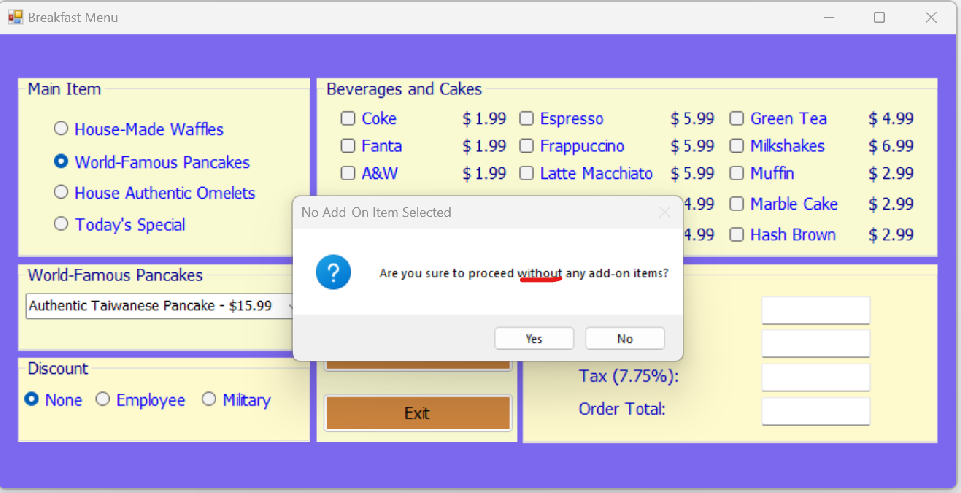 Breakfast Menu
Main Item
House-Made Waffles
World-Famous Pancakes
House Authentic Omelets
Today's Special
Beverages and Cakes
Coke $ 1.99 Espresso $ 5.99 Green Tea $ 4.99
Fanta $ 1.99 Frappuccino $ 5.99 Milkshakes $ 6.99
A&W $ 1.99 Latte Macchiato $ 5.99 Muffin $ 2.99
4.99 Marble Cake $ 2.99
4.99 Hash Brown $ 2.99
No Add-On Item Selected
?
Are you sure to proceed without any add-on items?
Yes No
World-Famous Pancakes
Authentic Taiwanese Pancake - $15.99
Discount
None Employee Military
Exit
Tax (7.75%):
Order Total: